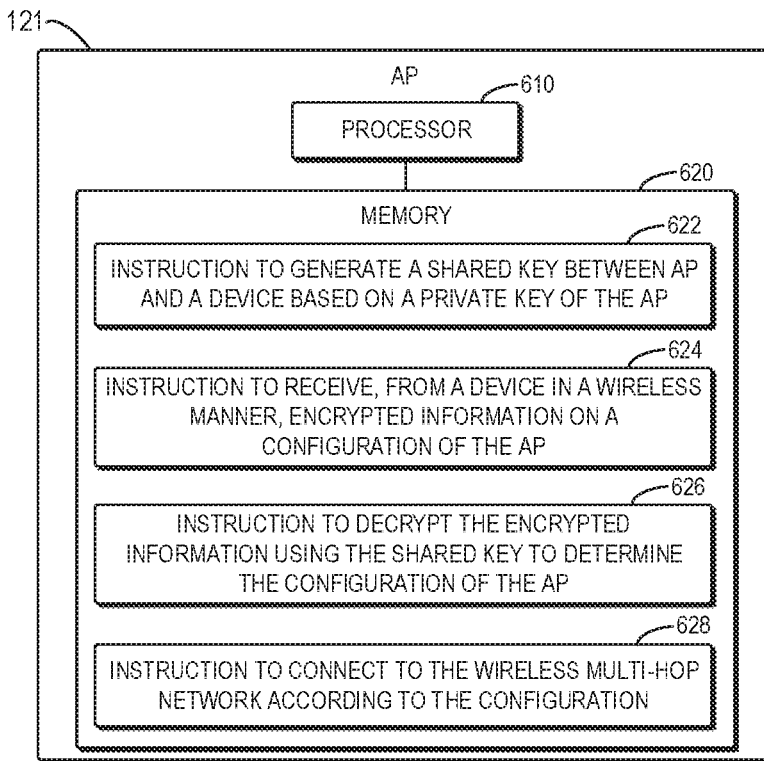 121
AP
610
PROCESSOR
620
MEMORY
622
INSTRUCTION TO GENERATE A SHARED KEY BETWEEN AP
AND A DEVICE BASED ON A PRIVATE KEY OF THE AP
624
INSTRUCTION TO RECEIVE, FROM A DEVICE IN A WIRELESS
MANNER, ENCRYPTED INFORMATION ON A
CONFIGURATION OF THE AP
626
INSTRUCTION TO DECRYPT THE ENCRYPTED
INFORMATION USING THE SHARED KEY TO DETERMINE
THE CONFIGURATION OF THE AP
628
INSTRUCTION TO CONNECT TO THE WIRELESS MULTI-HOP
NETWORK ACCORDING TO THE CONFIGURATION